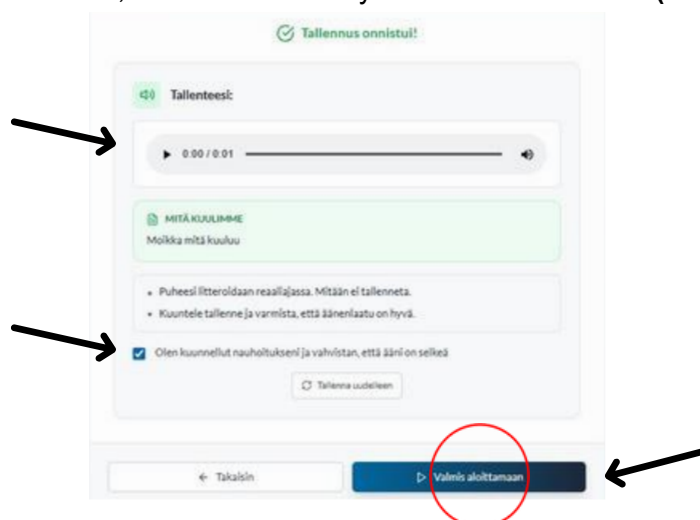 Tallennus onnistui!
Tallenteesi:
0:00 / 0:01
MITÄ KUULIMME
Moikka mitä kuuluu
• Puheesi litteroidaan reaaliajassa. Mitään ei tallenneta.
• Kuuntele tallenne ja varmista, että äänenlaatu on hyvä.
Olen kuunnellut nauhoitukseni ja vahvistan, että ääni on selkeä
Tallenna uudelleen
← Takaisin
Valmis aloittamaan